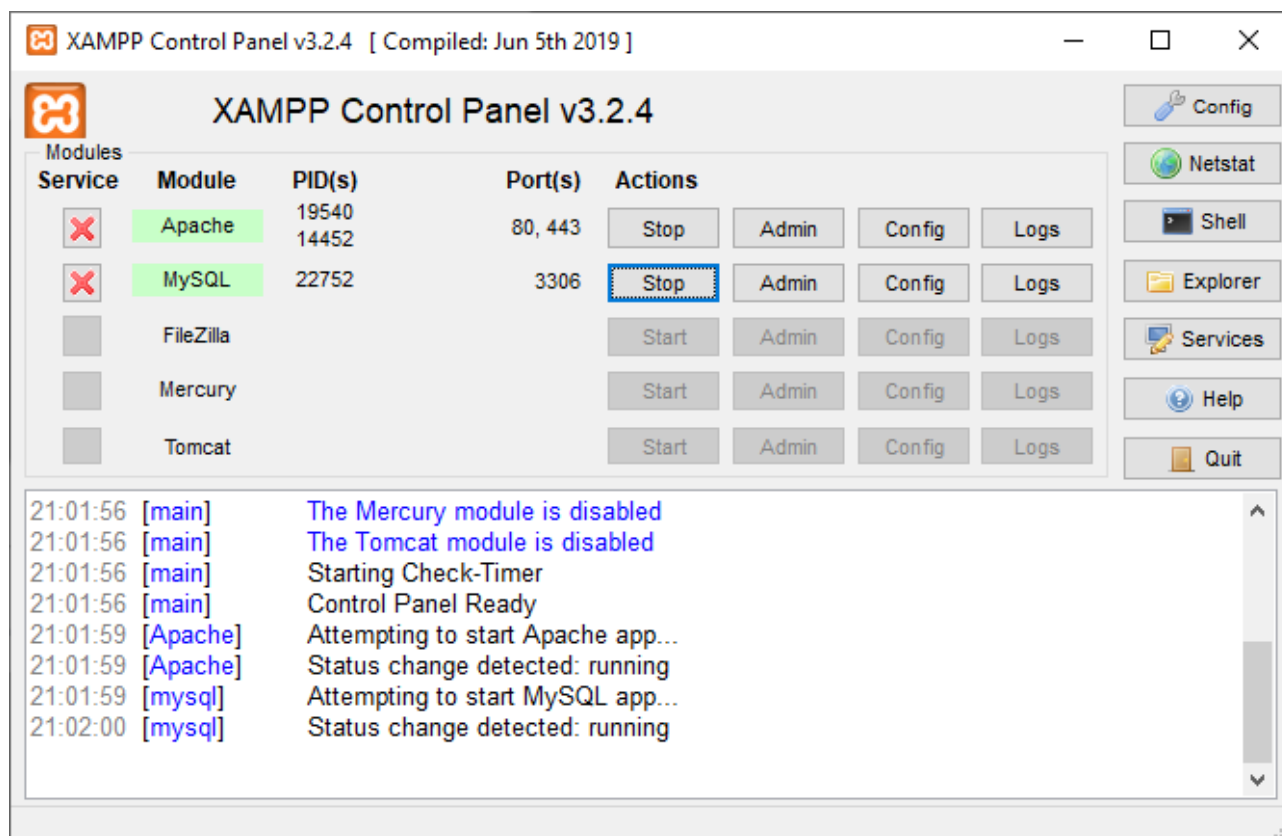 XAMPP Control Panel v3.2.4 [ Compiled: Jun 5th 2019 ]
XAMPP Control Panel v3.2.4
Config
Modules
Netstat
Service Module PID(s) Port(s) Actions
Apache 19540 14452 80, 443 Stop Admin Config Logs
Shell
MySQL 22752 3306 Stop Admin Config Logs
Explorer
FileZilla Start Admin Config Logs
Services
Mercury Start Admin Config Logs
Help
Tomcat Start Admin Config Logs
Quit
21:01:56 [main] The Mercury module is disabled
21:01:56 [main] The Tomcat module is disabled
21:01:56 [main] Starting Check-Timer
21:01:56 [main] Control Panel Ready
21:01:59 [Apache] Attempting to start Apache app...
21:01:59 [Apache] Status change detected: running
21:01:59 [mysql] Attempting to start MySQL app...
21:02:00 [mysql] Status change detected: running